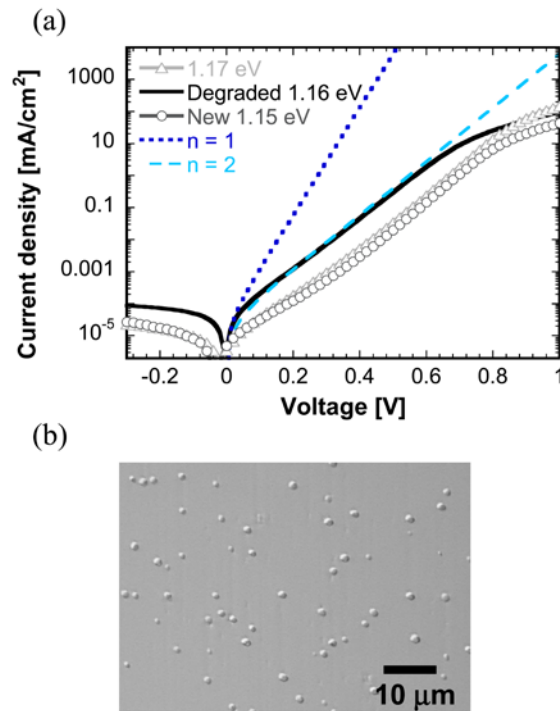 (a)
Current density [mA/cm²]
1000
10
0.1
0.001
10⁻⁵
1.17 eV
Degraded 1.16 eV
New 1.15 eV
n = 1
n = 2
-0.2 0 0.2 0.4 0.6 0.8 1
Voltage [V]
(b)
10 µm